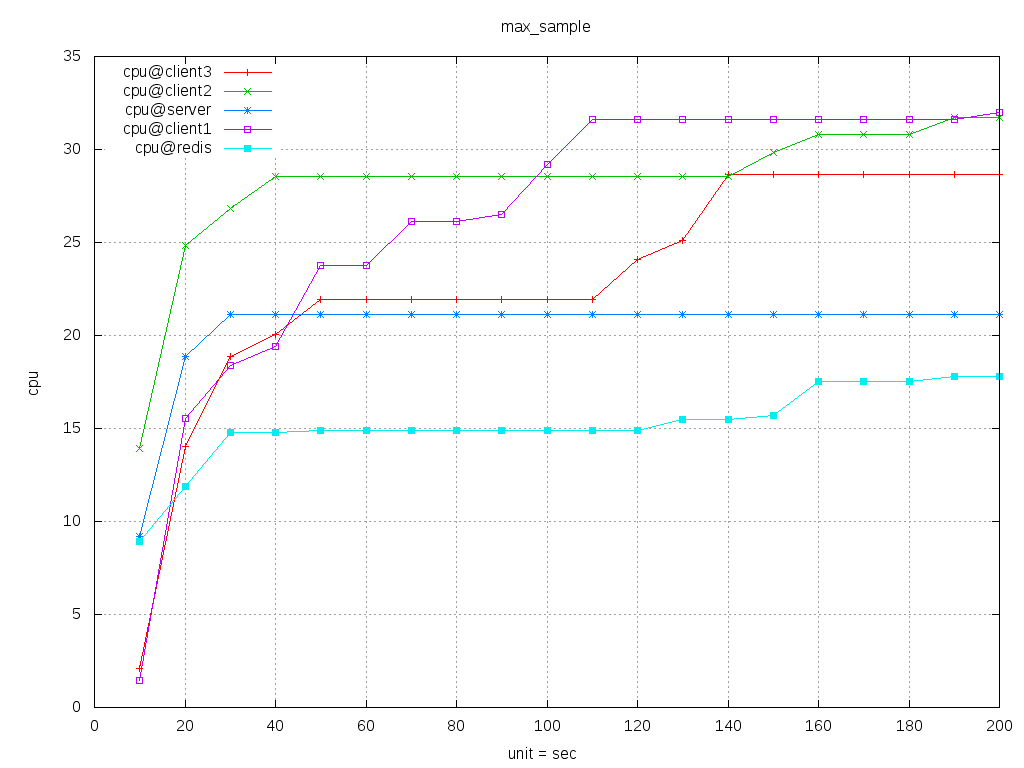 max_sample
35
30
25
20
15
10
5
0
cpu@client3
cpu@client2
cpu@server
cpu@client1
cpu@redis
cpu
0 20 40 60 80 100 120 140 160 180 200
unit = sec